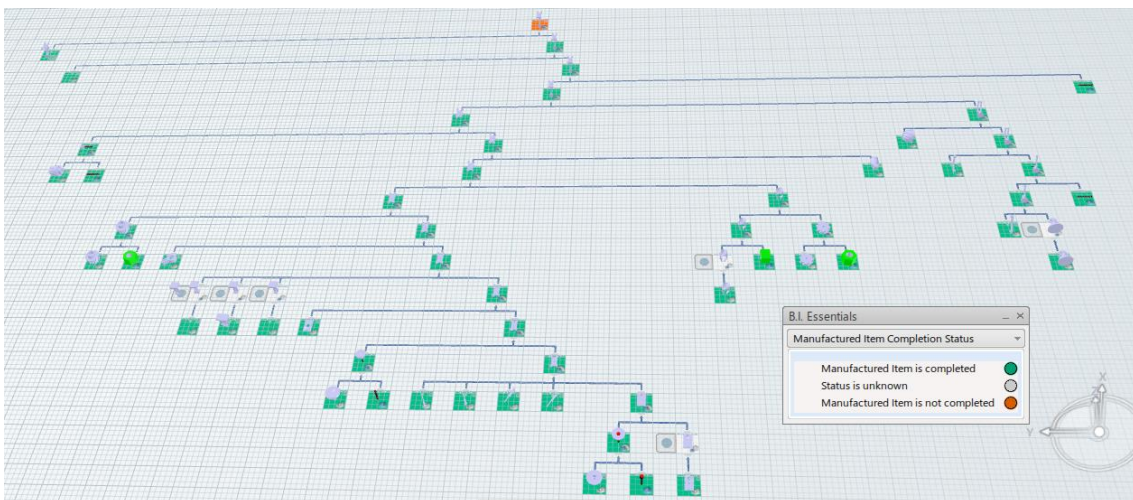 B.I. Essentials
Manufactured Item Completion Status
Manufactured Item is completed
Status is unknown
Manufactured Item is not completed
X
Z
Y